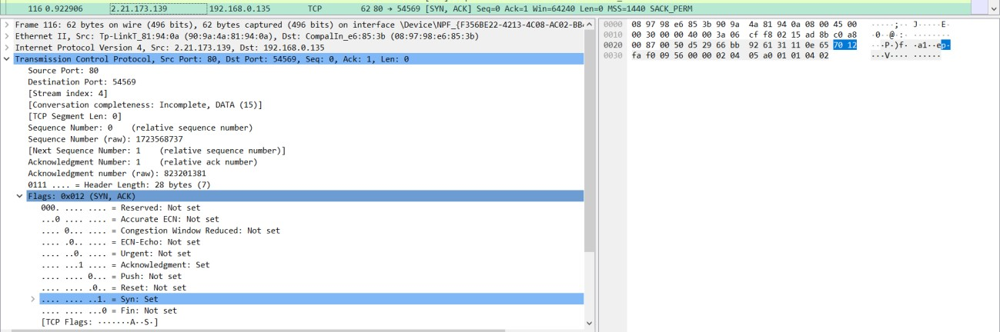 116 0.922906 2.21.173.139 192.168.0.135 TCP 62 80 → 54569 [SYN, ACK] Seq=0 Ack=1 Win=64240 Len=0 MSS=1440 SACK_PERM
Frame 116: 62 bytes on wire (496 bits), 62 bytes captured (496 bits) on interface \Device\NPF_{F356BE22-4213-4C08-AC02-BB
Ethernet II, Src: Tp-LinkT_81:94:0a (90:9a:4a:81:94:0a), Dst: CompalIn_e6:85:3b (08:97:98:e6:85:3b)
Internet Protocol Version 4, Src: 2.21.173.139, Dst: 192.168.0.135
Transmission Control Protocol, Src Port: 80, Dst Port: 54569, Seq: 0, Ack: 1, Len: 0
Source Port: 80
Destination Port: 54569
[Stream index: 4]
[Conversation completeness: Incomplete, DATA (15)]
[TCP Segment Len: 0]
Sequence Number: 0 (relative sequence number)
Sequence Number (raw): 1723568737
[Next Sequence Number: 1 (relative sequence number)]
Acknowledgment Number: 1 (relative ack number)
Acknowledgment number (raw): 823201381
0111 .... = Header Length: 28 bytes (7)
Flags: 0x012 (SYN, ACK)
000. .... .... = Reserved: Not set
...0 .... .... = Accurate ECN: Not set
.... 0... .... = Congestion Window Reduced: Not set
.... .0.. .... = ECN-Echo: Not set
.... ..0. .... = Urgent: Not set
.... ...1 .... = Acknowledgment: Set
.... .... 0... = Push: Not set
.... .... .0.. = Reset: Not set
.... .... ..1. = Syn: Set
.... .... ...0 = Fin: Not set
[TCP Flags: ·······A··S·]
0000 08 97 98 e6 85 3b 90 9a 4a 81 94 0a 08 00 45 00 ·····;·· J·····E·
0010 00 30 00 00 40 00 3a 06 cf f8 02 15 ad 8b c0 a8 ·0··@·:· ········
0020 00 87 00 50 d5 29 66 bb 92 61 31 11 0e 65 70 12 ···P·)f· ·a1··ep·
0030 fa f0 09 56 00 00 02 04 05 a0 01 01 04 02 ···V···· ······